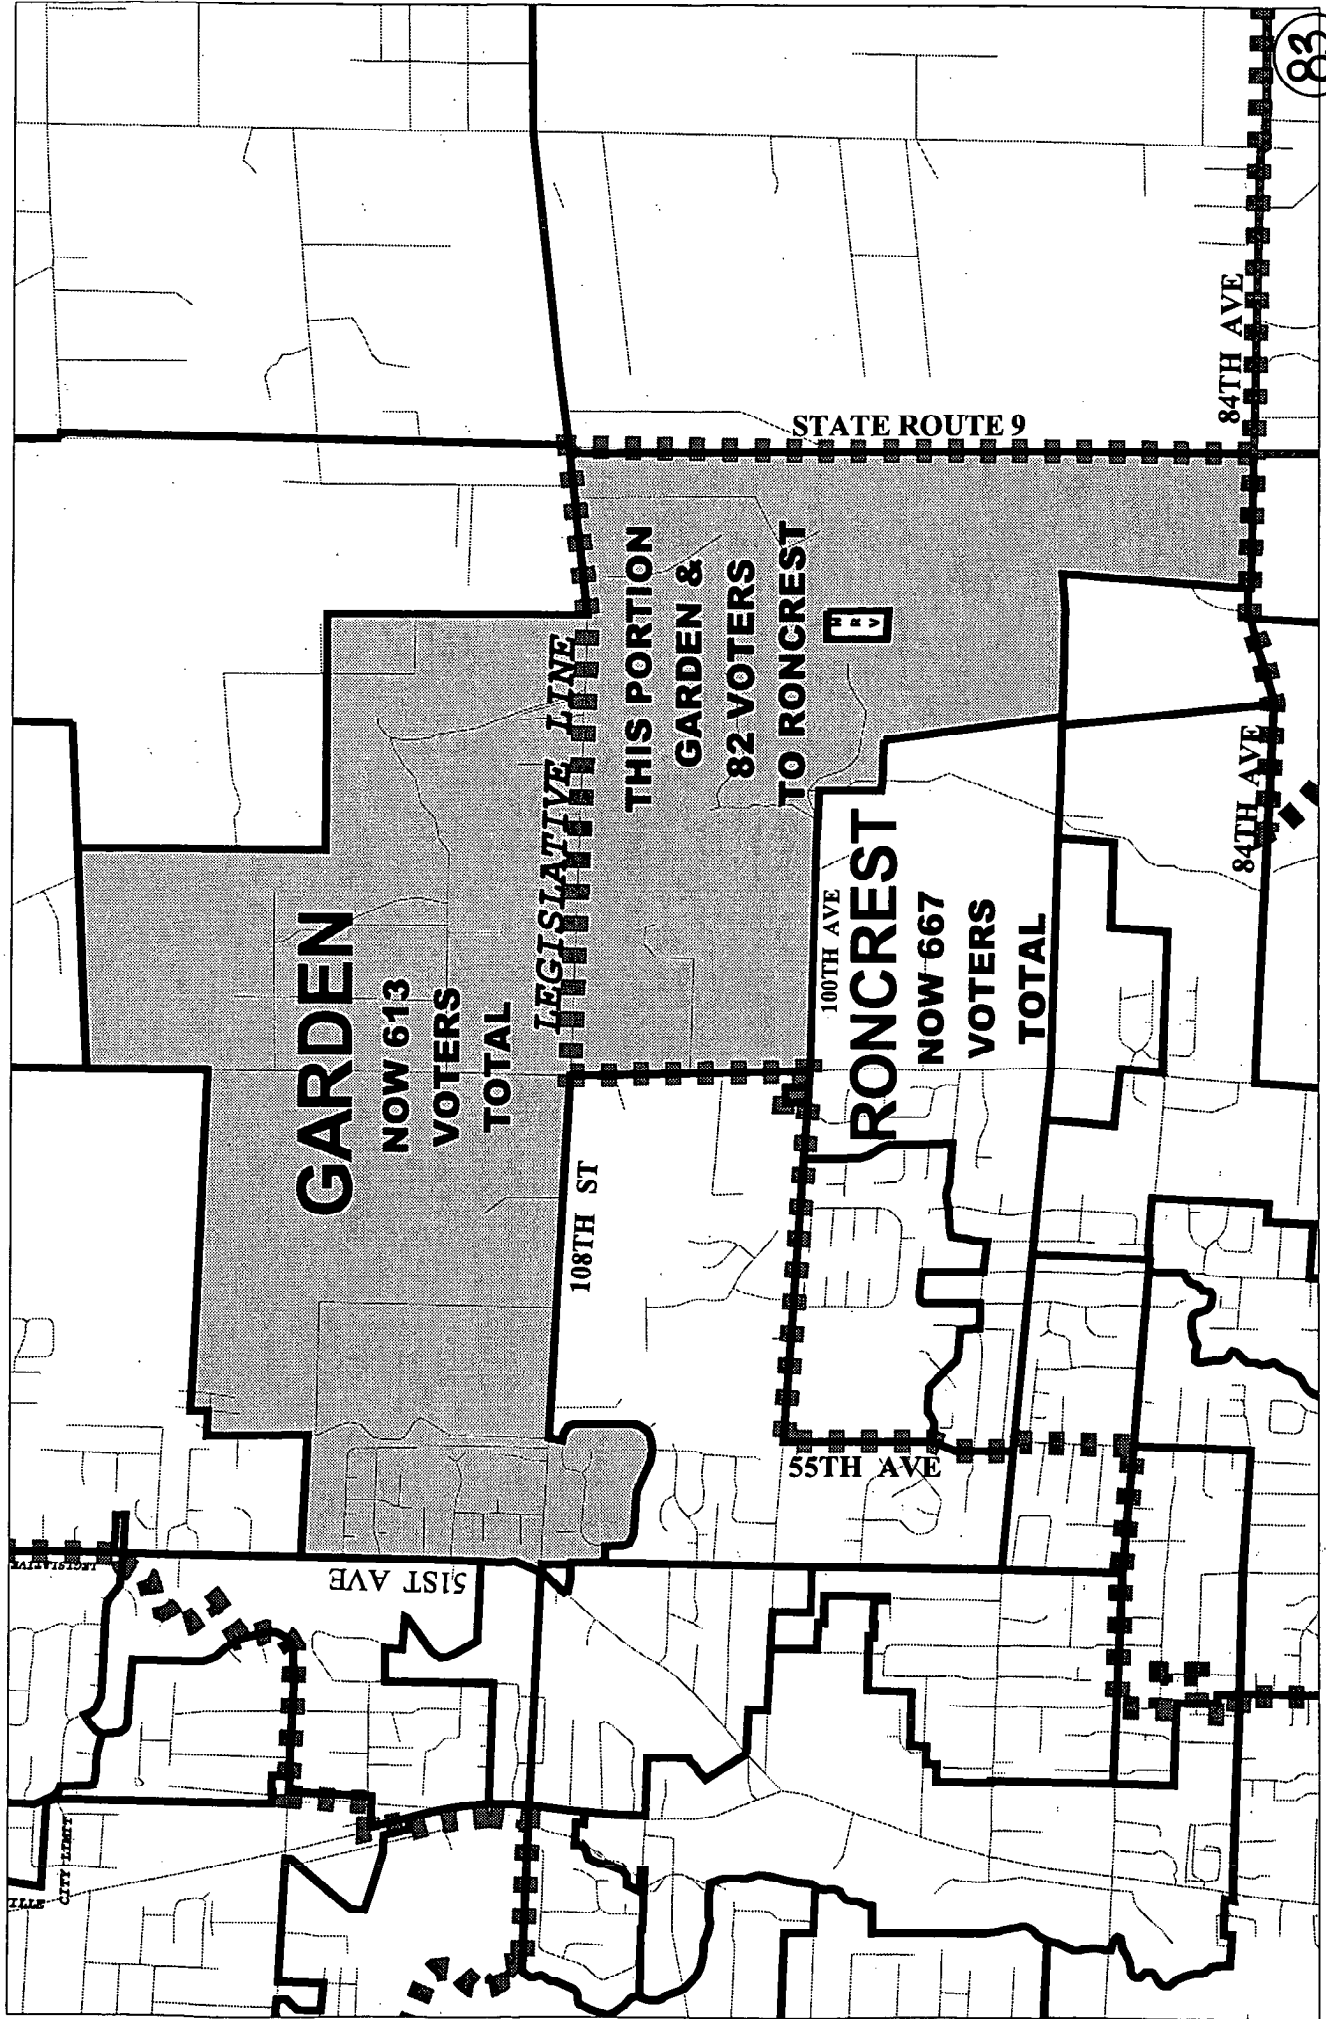 83
84TH AVE
STATE ROUTE 9
THIS PORTION
GARDEN &
82 VOTERS
TO RONCREST
LEGISLATIVE LINE
GARDEN
NOW 613
VOTERS
TOTAL
100TH AVE
RONCREST
NOW 667
VOTERS
TOTAL
84TH AVE
108TH ST
55TH AVE
51ST AVE
LEGISLATIVE
CITY LIMIT